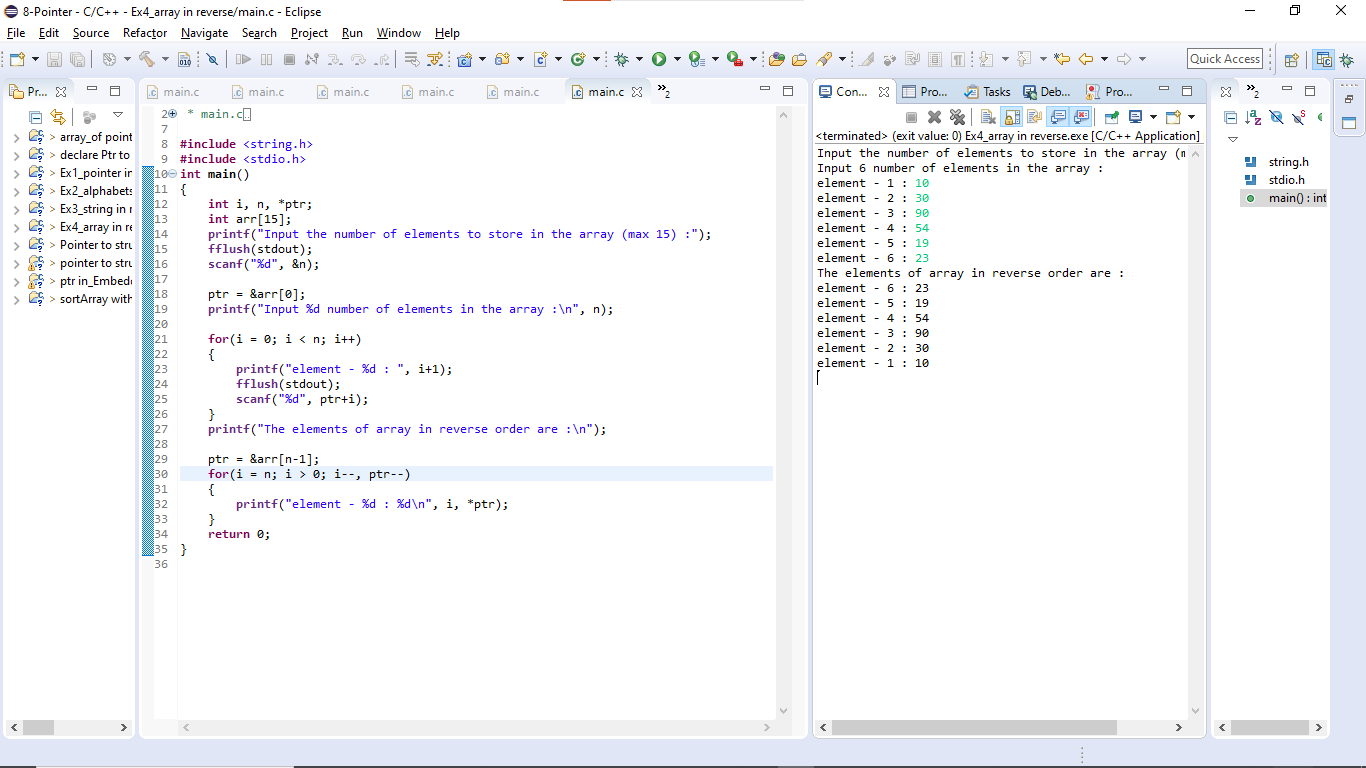 8-Pointer - C/C++ - Ex4_array in reverse/main.c - Eclipse
File Edit Source Refactor Navigate Search Project Run Window Help
Quick Access
Pr...
main.c main.c main.c main.c main.c main.c
Con... Pro... Tasks Deb... Pro...
> array_of point
> declare Ptr to
> Ex1_pointer in
> Ex2_alphabets
> Ex3_string in r
> Ex4_array in re
> Pointer to stru
> pointer to stru
> ptr in_Embed
> sortArray with
2 * main.c
7
8 #include <string.h>
9 #include <stdio.h>
10 int main()
11 {
12 int i, n, *ptr;
13 int arr[15];
14 printf("Input the number of elements to store in the array (max 15) :");
15 fflush(stdout);
16 scanf("%d", &n);
17
18 ptr = &arr[0];
19 printf("Input %d number of elements in the array :\n", n);
20
21 for(i = 0; i < n; i++)
22 {
23 printf("element - %d : ", i+1);
24 fflush(stdout);
25 scanf("%d", ptr+i);
26 }
27 printf("The elements of array in reverse order are :\n");
28
29 ptr = &arr[n-1];
30 for(i = n; i > 0; i--, ptr--)
31 {
32 printf("element - %d : %d\n", i, *ptr);
33 }
34 return 0;
35 }
36
<terminated> (exit value: 0) Ex4_array in reverse.exe [C/C++ Application]
Input the number of elements to store in the array (m
Input 6 number of elements in the array :
element - 1 : 10
element - 2 : 30
element - 3 : 90
element - 4 : 54
element - 5 : 19
element - 6 : 23
The elements of array in reverse order are :
element - 6 : 23
element - 5 : 19
element - 4 : 54
element - 3 : 90
element - 2 : 30
element - 1 : 10
string.h
stdio.h
main() : int